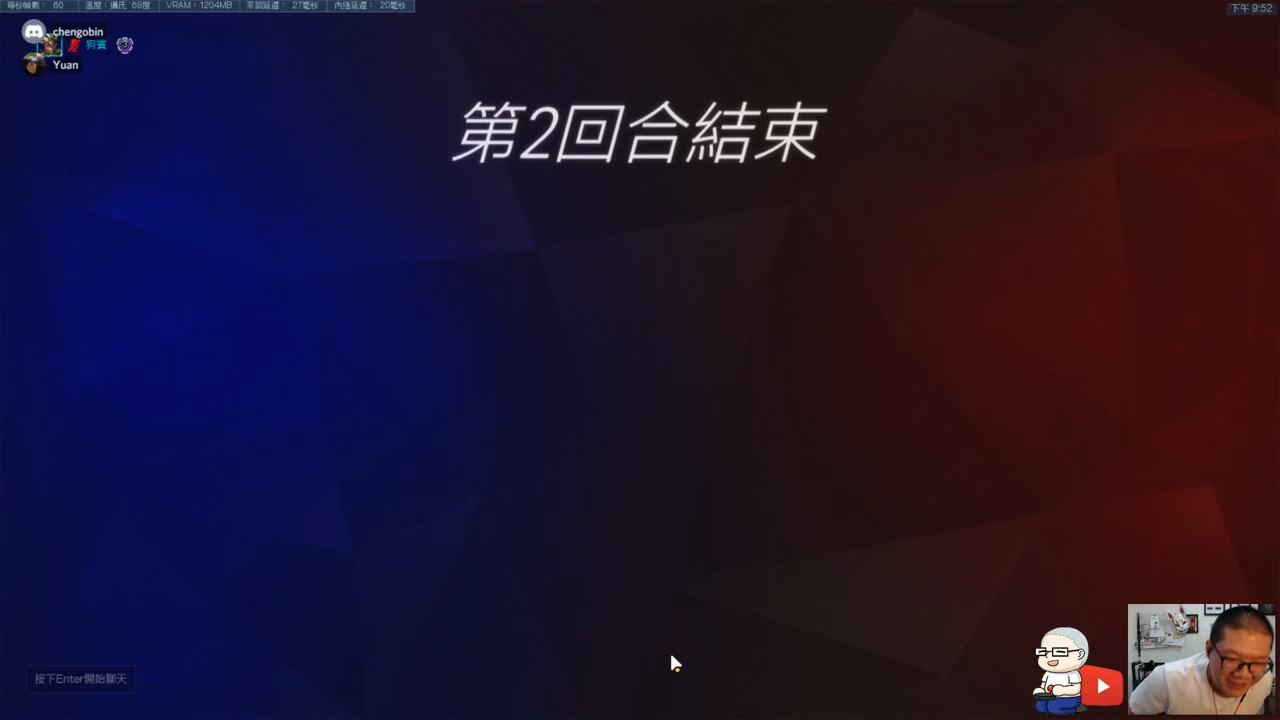 每秒幀數： 60 溫度：攝氏 69度 VRAM：1204MB 來回延遲： 27毫秒 內插延遲： 20毫秒
下午 9:52
chengobin
狗賓
Yuan
第2回合結束
按下Enter開始聊天